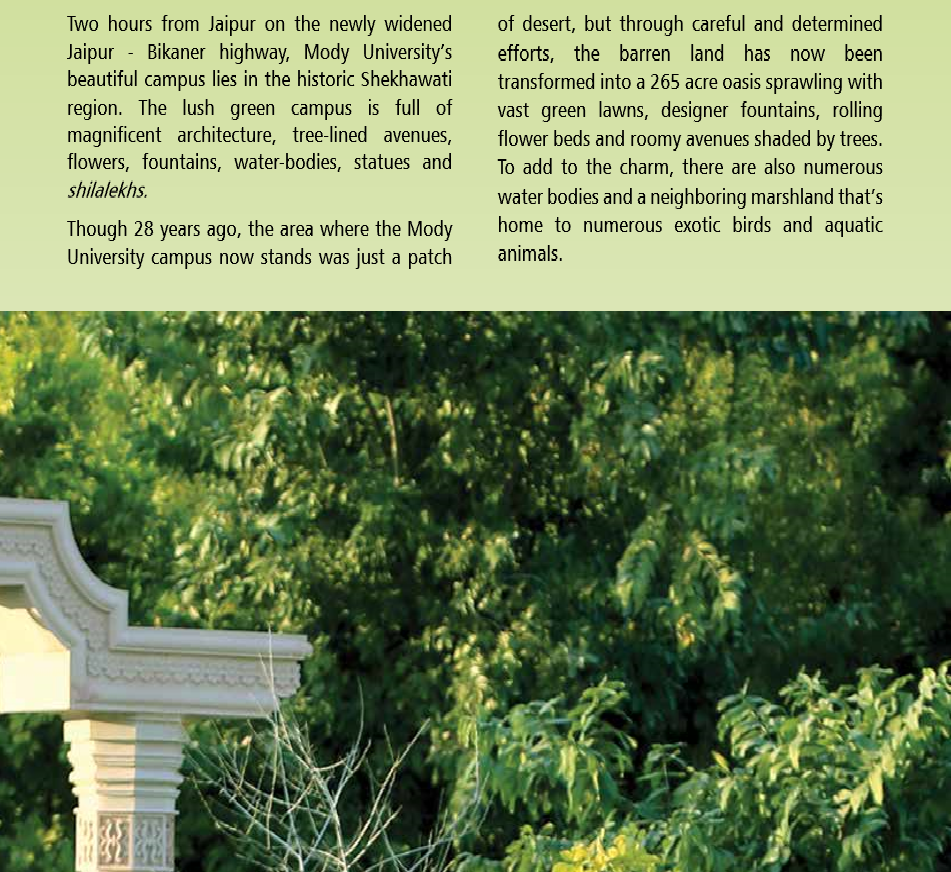 Two hours from Jaipur on the newly widened
Jaipur - Bikaner highway, Mody University's
beautiful campus lies in the historic Shekhawati
region. The lush green campus is full of
magnificent architecture, tree-lined avenues,
flowers, fountains, water-bodies, statues and
shilalekhs.
Though 28 years ago, the area where the Mody
University campus now stands was just a patch
of desert, but through careful and determined
efforts, the barren land has now been
transformed into a 265 acre oasis sprawling with
vast green lawns, designer fountains, rolling
flower beds and roomy avenues shaded by trees.
To add to the charm, there are also numerous
water bodies and a neighboring marshland that's
home to numerous exotic birds and aquatic
animals.